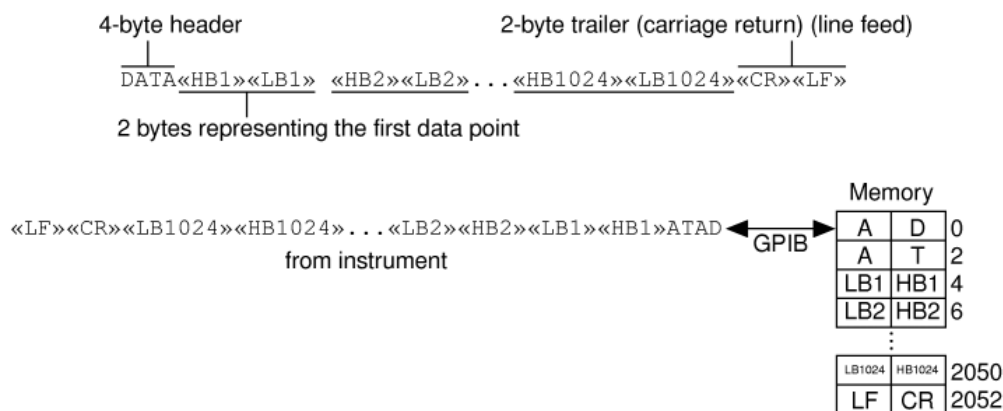 4-byte header
2-byte trailer (carriage return) (line feed)
DATA«HB1»«LB1» «HB2»«LB2»...«HB1024»«LB1024»«CR»«LF»
2 bytes representing the first data point
Memory
«LF»«CR»«LB1024»«HB1024»...«LB2»«HB2»«LB1»«HB1»ATAD
GPIB
from instrument
A D 0
A T 2
LB1 HB1 4
LB2 HB2 6
LB1024 HB1024 2050
LF CR 2052